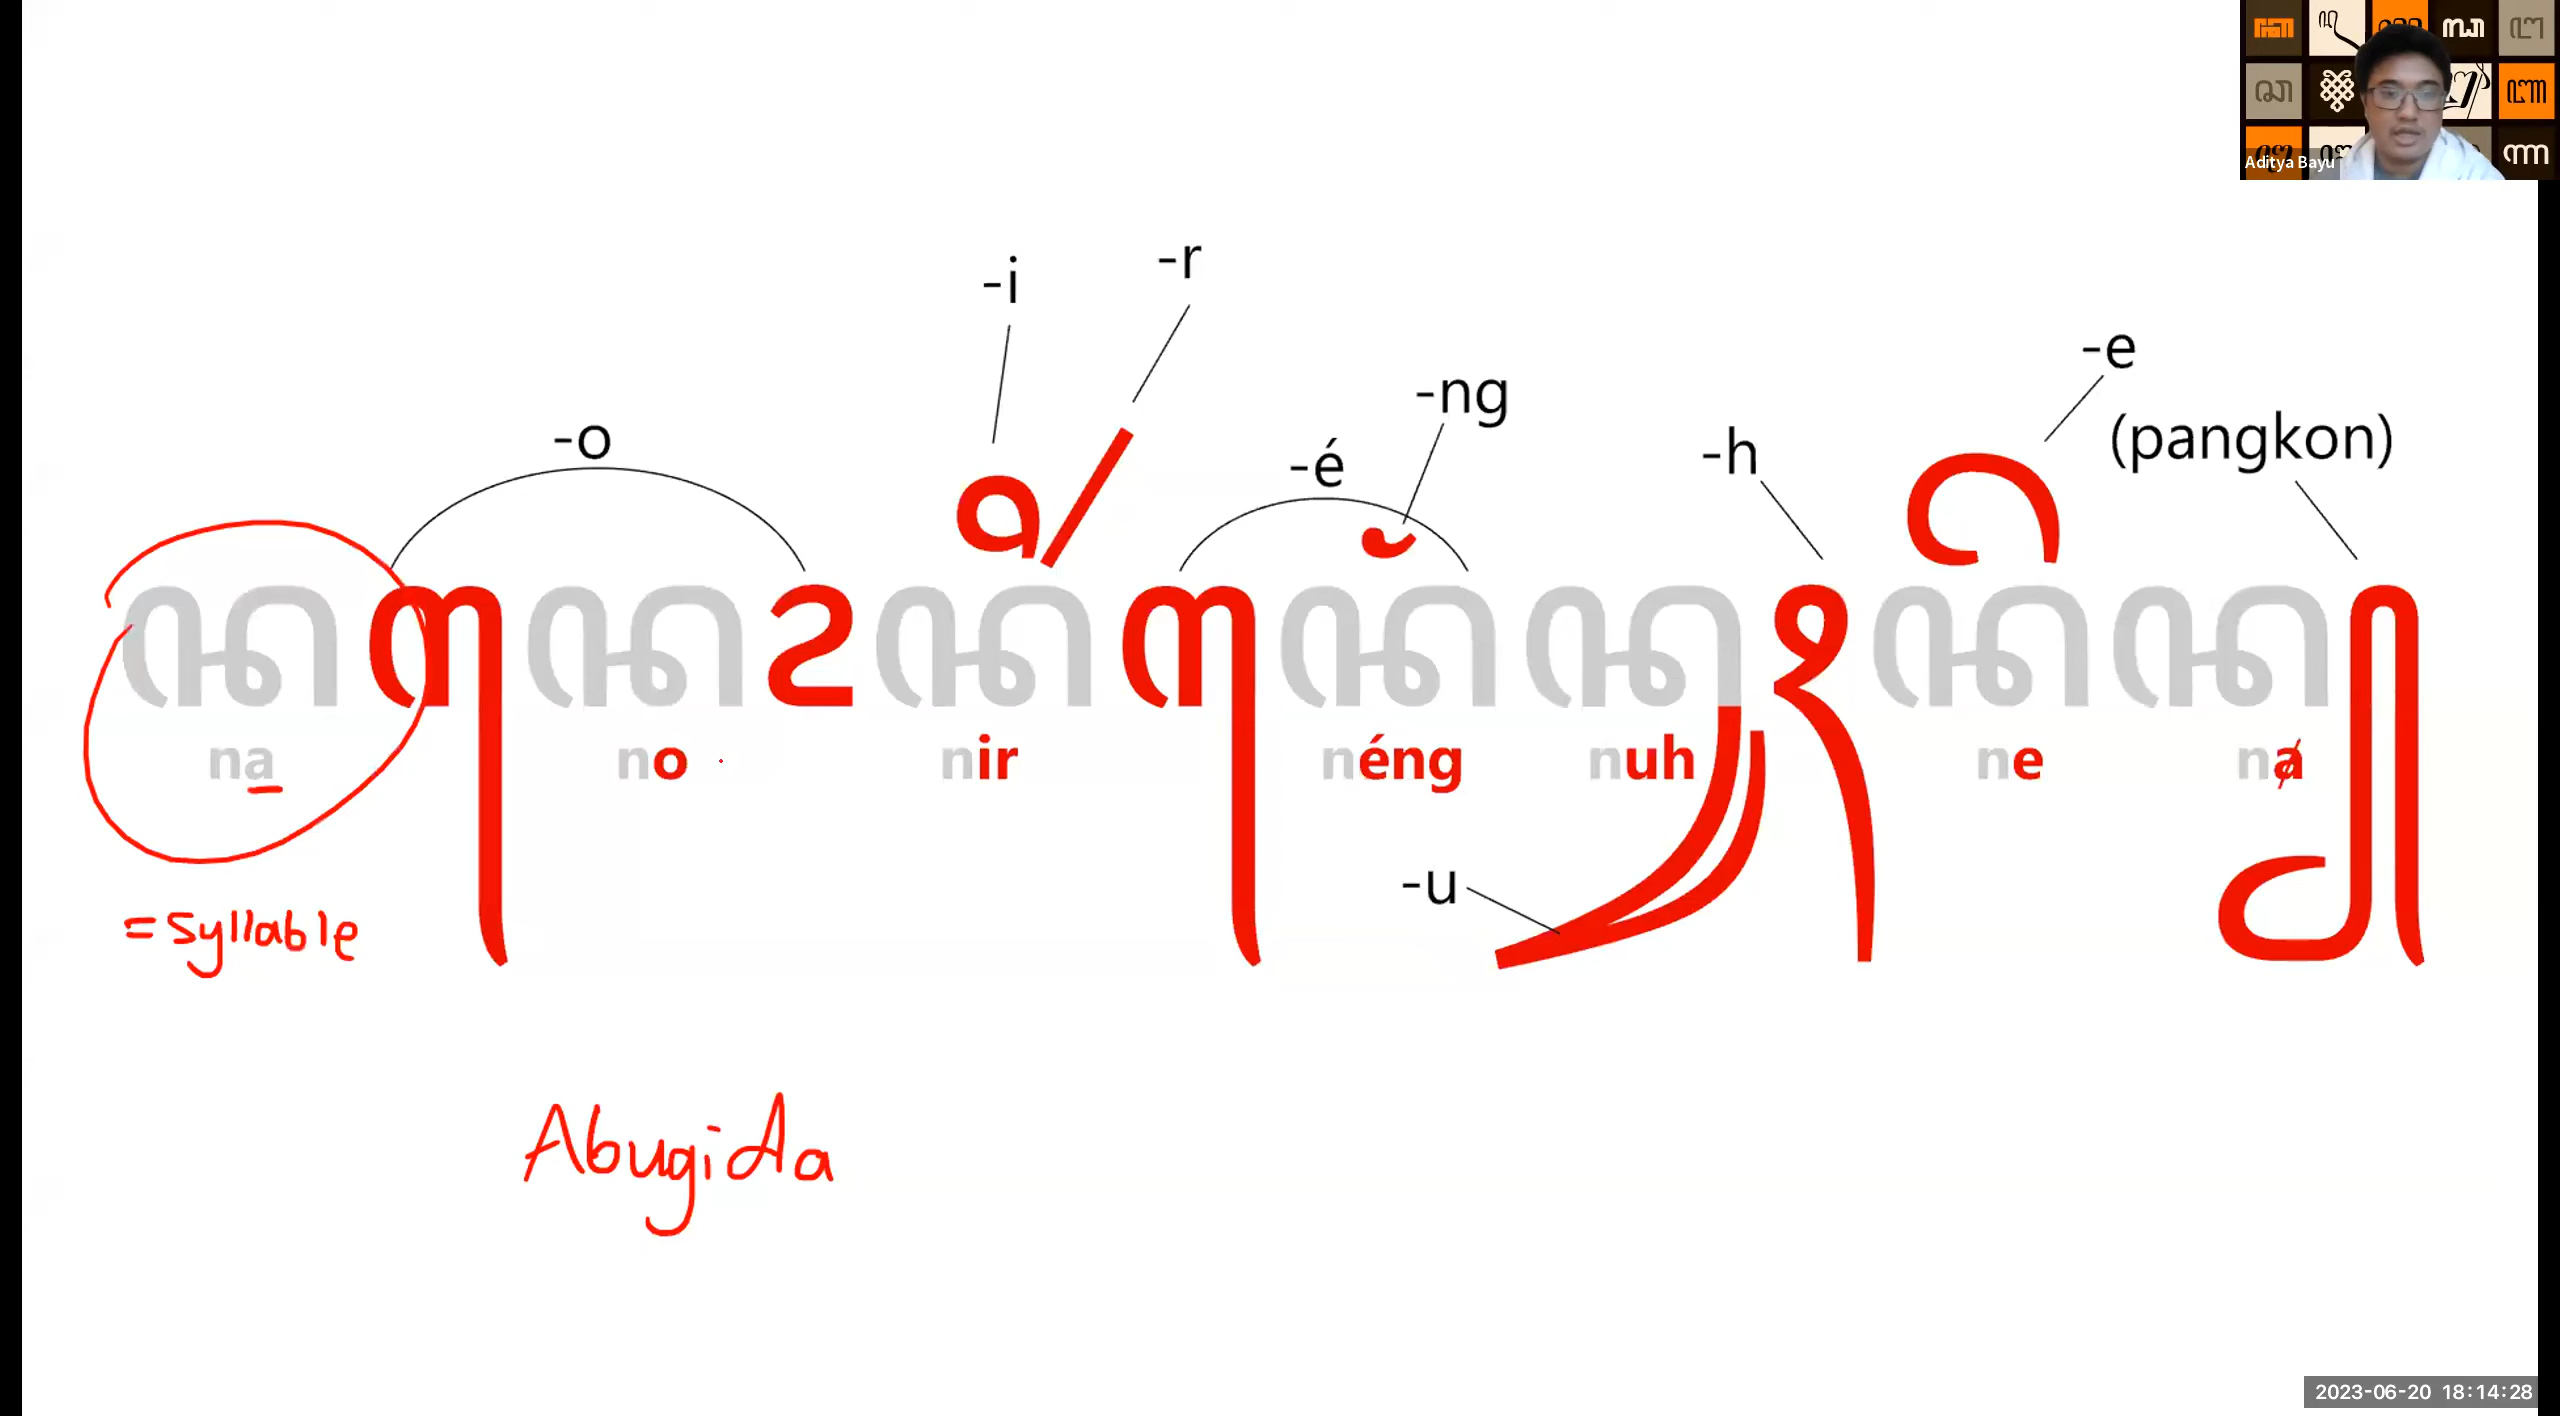 Aditya Bayu
-i
-r
-e
-ng
(pangkon)
-o
-é
-h
ꦤꦤꦺꦴꦤꦶꦂꦤꦺꦁꦤꦸꦃꦤꦼꦤ꧀
na no nir néng nuh ne na
-u
= Syllable
Abugida
2023-06-20 18:14:28